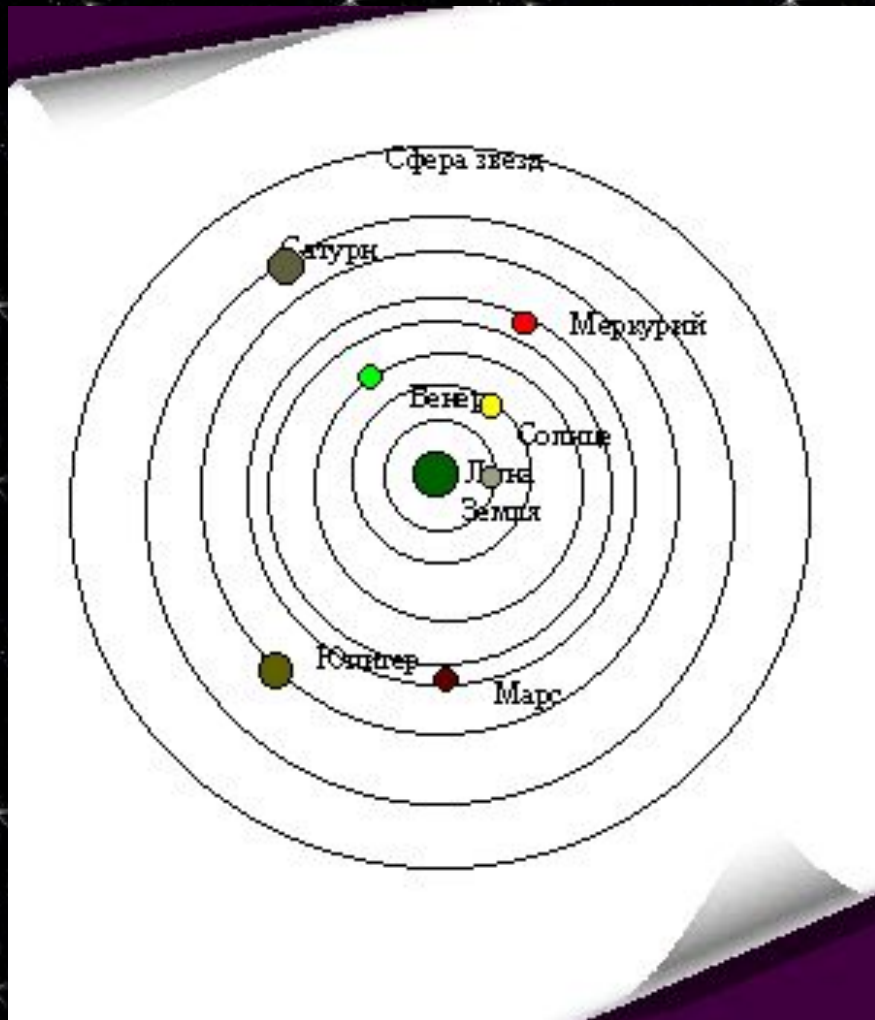 Сфера звезд
Сатурн
Меркурий
Венер
Солнце
Луна
Земля
Юпитер
Марс